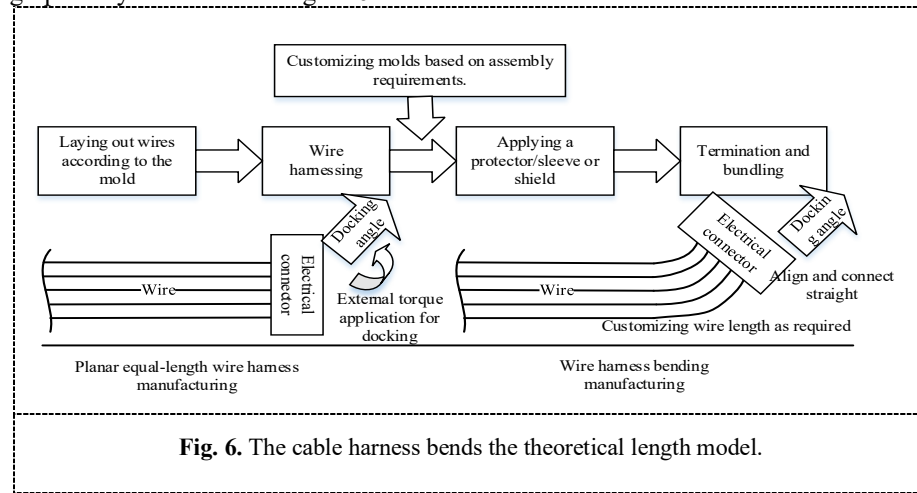 Customizing molds based on assembly
requirements.
Laying out wires
according to the
mold
Wire
harnessing
Applying a
protector/sleeve or
shield
Termination and
bundling
Docking
angle
Electrical
connector
Wire
External torque
application for
docking
Dockin
g angle
Electrical
connector
Align and connect
straight
Wire
Customizing wire length as required
Planar equal-length wire harness
manufacturing
Wire harness bending
manufacturing
Fig. 6. The cable harness bends the theoretical length model.